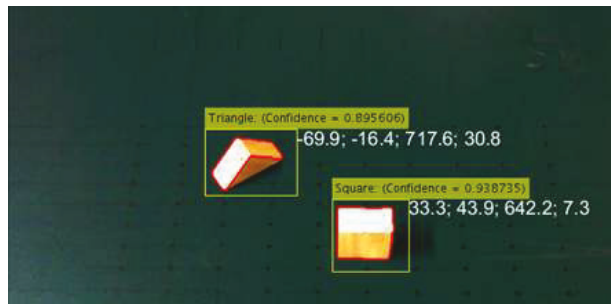 Triangle: (Confidence = 0.895606)
-69.9; -16.4; 717.6; 30.8
Square: (Confidence = 0.938735)
33.3; 43.9; 642.2; 7.3